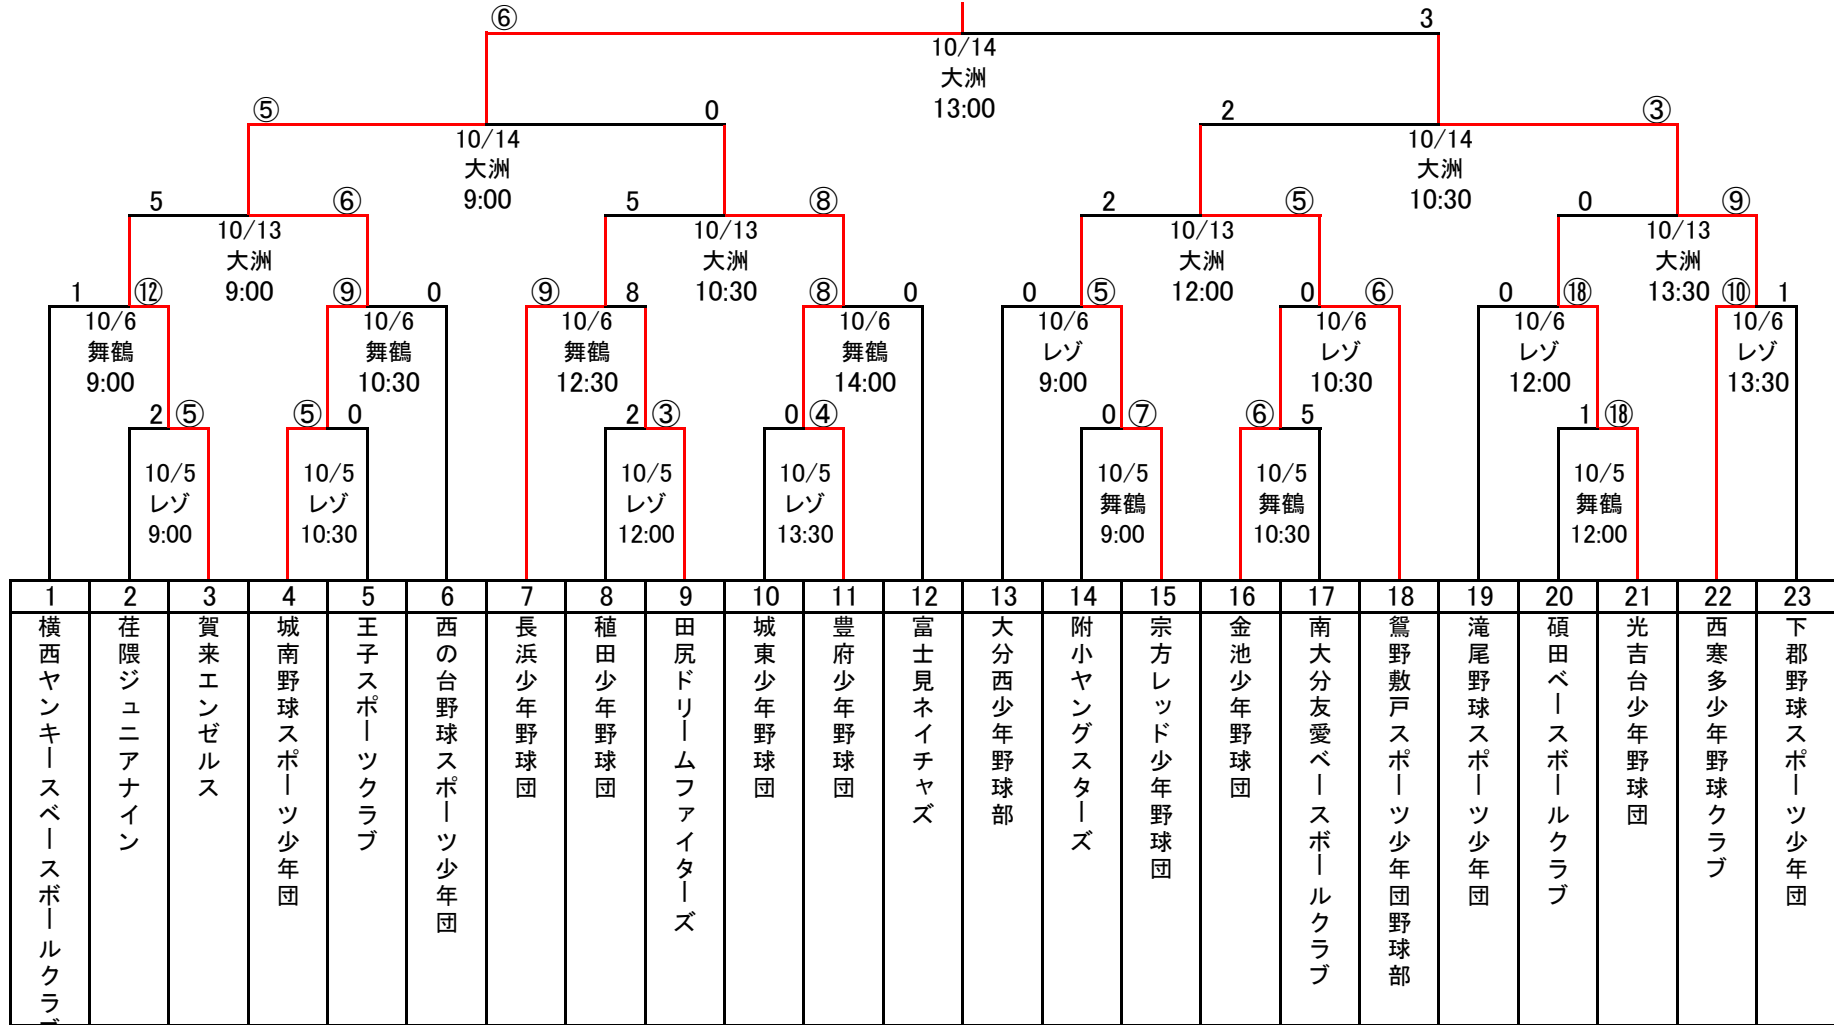 ⑥ 3
10/14
大洲
13:00
⑤ 0 2 ③
10/14 10/14
大洲 大洲
9:00 10:30
5 ⑥ 5 ⑧ 2 ⑤ 0 ⑨
10/13 10/13 10/13 10/13
大洲 大洲 大洲 大洲
9:00 10:30 12:00 13:30
1 ⑫ ⑨ 0 ⑨ 8 ⑧ 0 0 ⑤ 0 ⑥ 0 ⑱ ⑩ 1
10/6 10/6 10/6 10/6 10/6 10/6 10/6 10/6
舞鶴 舞鶴 舞鶴 舞鶴 レゾ レゾ レゾ レゾ
9:00 10:30 12:30 14:00 9:00 10:30 12:00 13:30
2 ⑤ ⑤ 0 2 ③ 0 ④ 0 ⑦ ⑥ 5 1 ⑱
10/5 10/5 10/5 10/5 10/5 10/5 10/5
レゾ レゾ レゾ レゾ 舞鶴 舞鶴 舞鶴
9:00 10:30 12:00 13:30 9:00 10:30 12:00
1 2 3 4 5 6 7 8 9 10 11 12 13 14 15 16 17 18 19 20 21 22 23
横西ヤンキースベースボールクラブ
荏隈ジュニアナイン
賀来エンゼルス
城南野球スポーツ少年団
王子スポーツクラブ
西の台野球スポーツ少年団
長浜少年野球団
稙田少年野球団
田尻ドリームファイターズ
城東少年野球団
豊府少年野球団
富士見ネイチャズ
大分西少年野球部
附小ヤングスターズ
宗方レッド少年野球団
金池少年野球団
南大分友愛ベースボールクラブ
鴛野敷戸スポーツ少年団野球部
滝尾野球スポーツ少年団
碩田ベースボールクラブ
光吉台少年野球団
西寒多少年野球クラブ
下郡野球スポーツ少年団